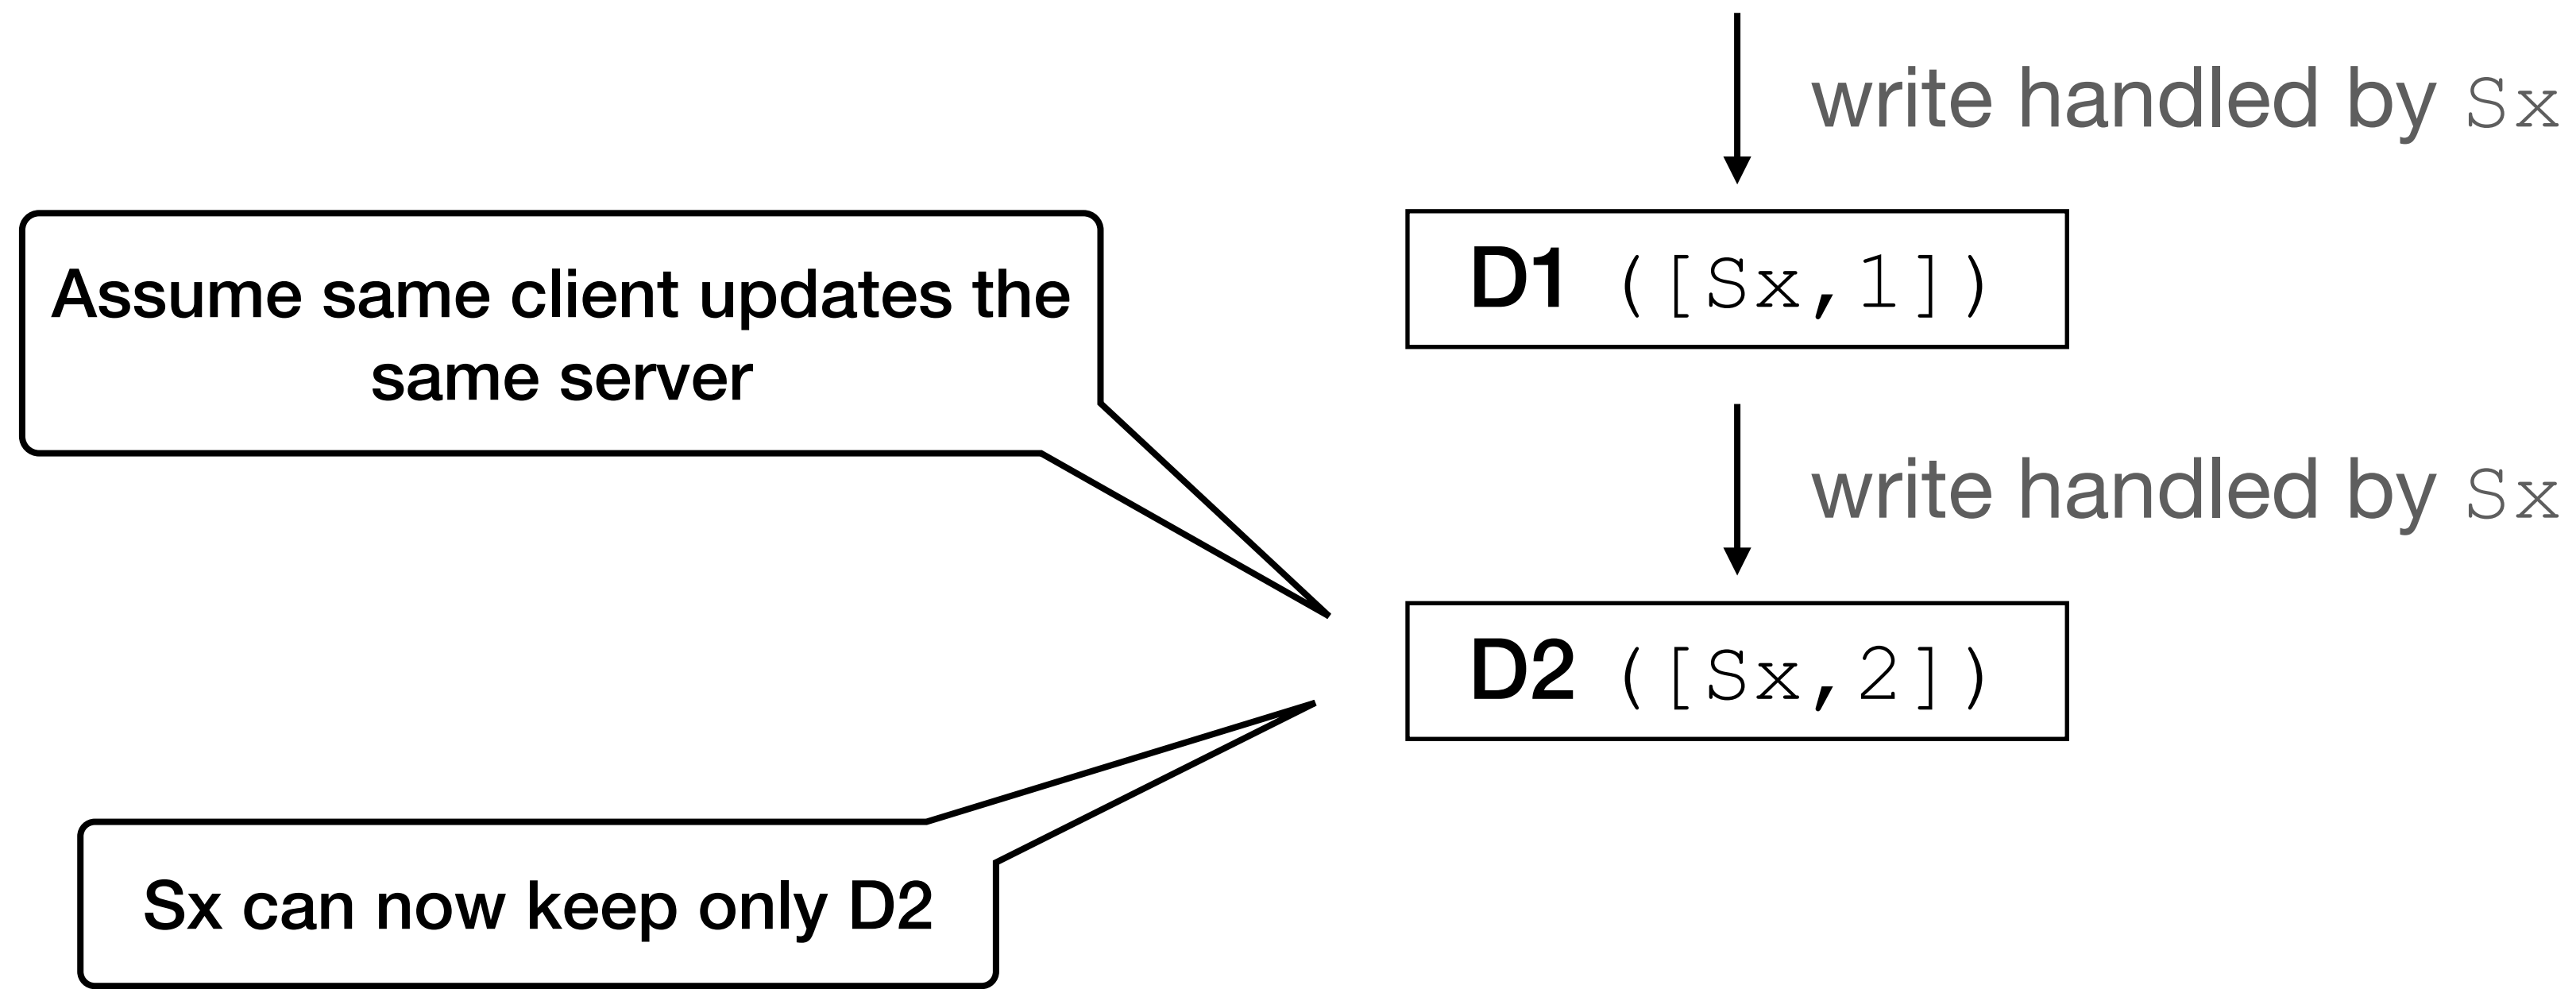 write handled by Sx
D1 ([Sx,1])
Assume same client updates the
same server
write handled by Sx
D2 ([Sx,2])
Sx can now keep only D2